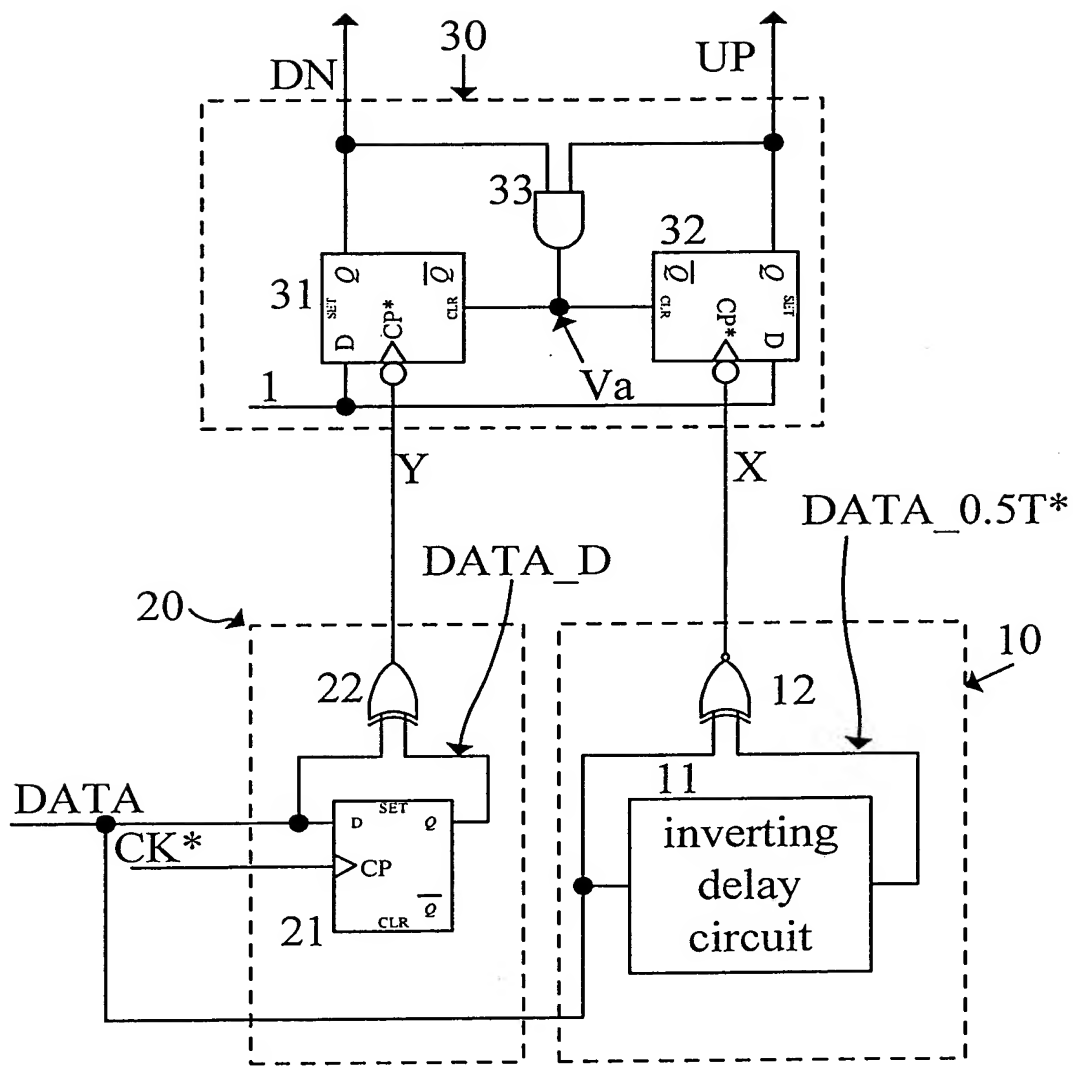 30
DN
UP
33
32
31
Q
Q
SET
CLR
D
CP*
Q
Q
CLR
SET
CP*
D
1
Va
Y
X
DATA_0.5T*
DATA_D
20
10
22
12
11
DATA
CK*
SET
D
Q
CP
Q
CLR
21
inverting
delay
circuit